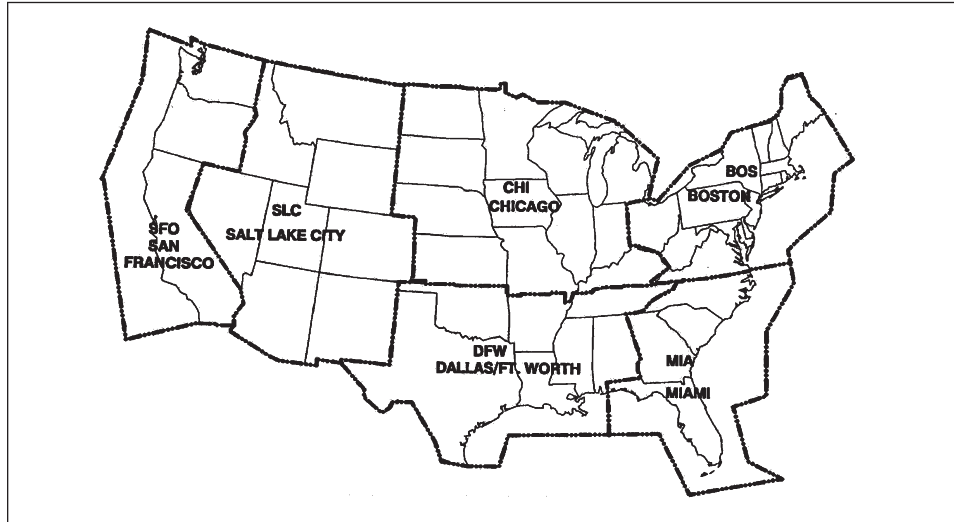 BOS
BOSTON
CHI
CHICAGO
SLC
SALT LAKE CITY
SFO
SAN
FRANCISCO
DFW
DALLAS/FT. WORTH
MIA
MIAMI